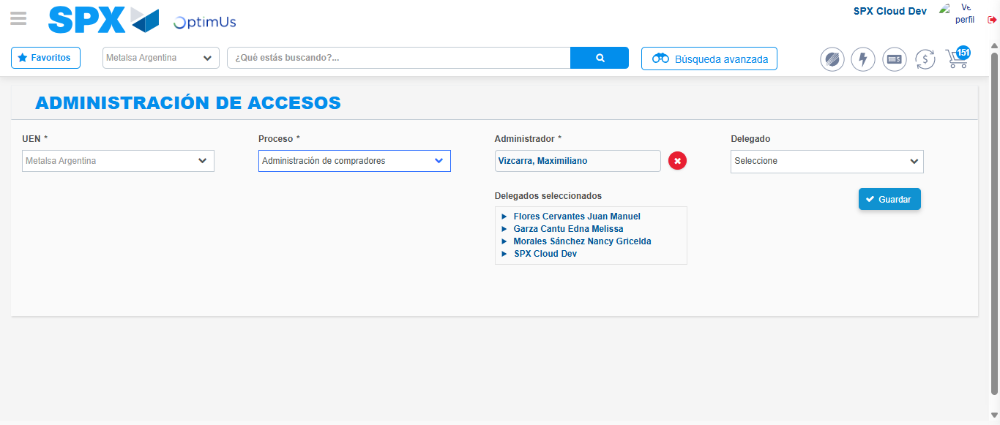 SPX OptimUs
SPX Cloud Dev
Ve
perfil
Favoritos
Metalsa Argentina
¿Qué estás buscando?...
Búsqueda avanzada
151
ADMINISTRACIÓN DE ACCESOS
UEN *
Proceso *
Administrador *
Delegado
Metalsa Argentina
Administración de compradores
Vizcarra, Maximiliano
Seleccione
Delegados seleccionados
Guardar
Flores Cervantes Juan Manuel
Garza Cantu Edna Melissa
Morales Sánchez Nancy Gricelda
SPX Cloud Dev